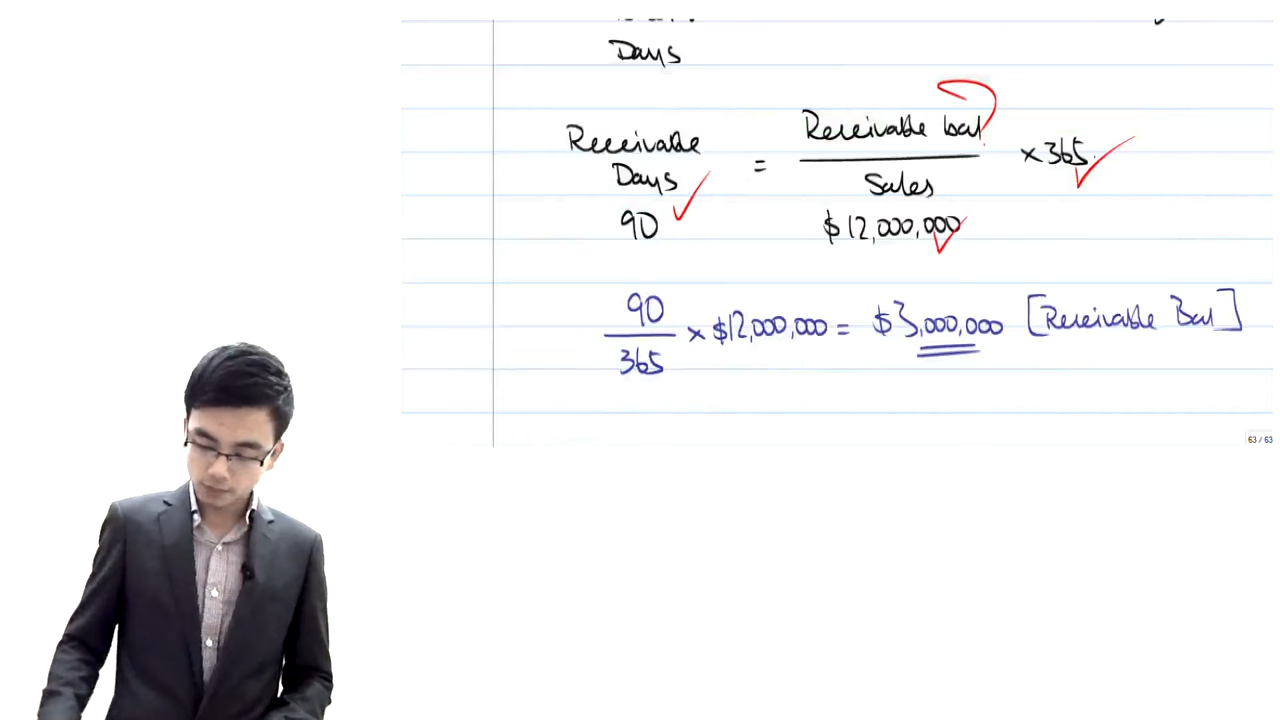 Days
Receivable
Days
90
=
Receivable bal
Sales
$12,000,000
×365
90
365
× $12,000,000 = $3,000,000 [Receivable Bal]
63 / 63